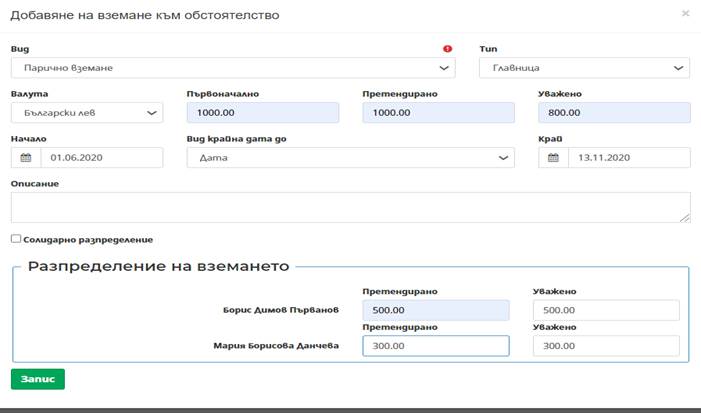 Добавяне на вземане към обстоятелство ×
Вид Тип
Парично вземане Главница
Валута Първоначално Претендирано Уважено
Български лев 1000.00 1000.00 800.00
Начало Вид крайна дата до Край
01.06.2020 Дата 13.11.2020
Описание
Солидарно разпределение
Разпределение на вземането
Претендирано Уважено
Борис Димов Първанов 500.00 500.00
Претендирано Уважено
Мария Борисова Данчева 300.00 300.00
Запис